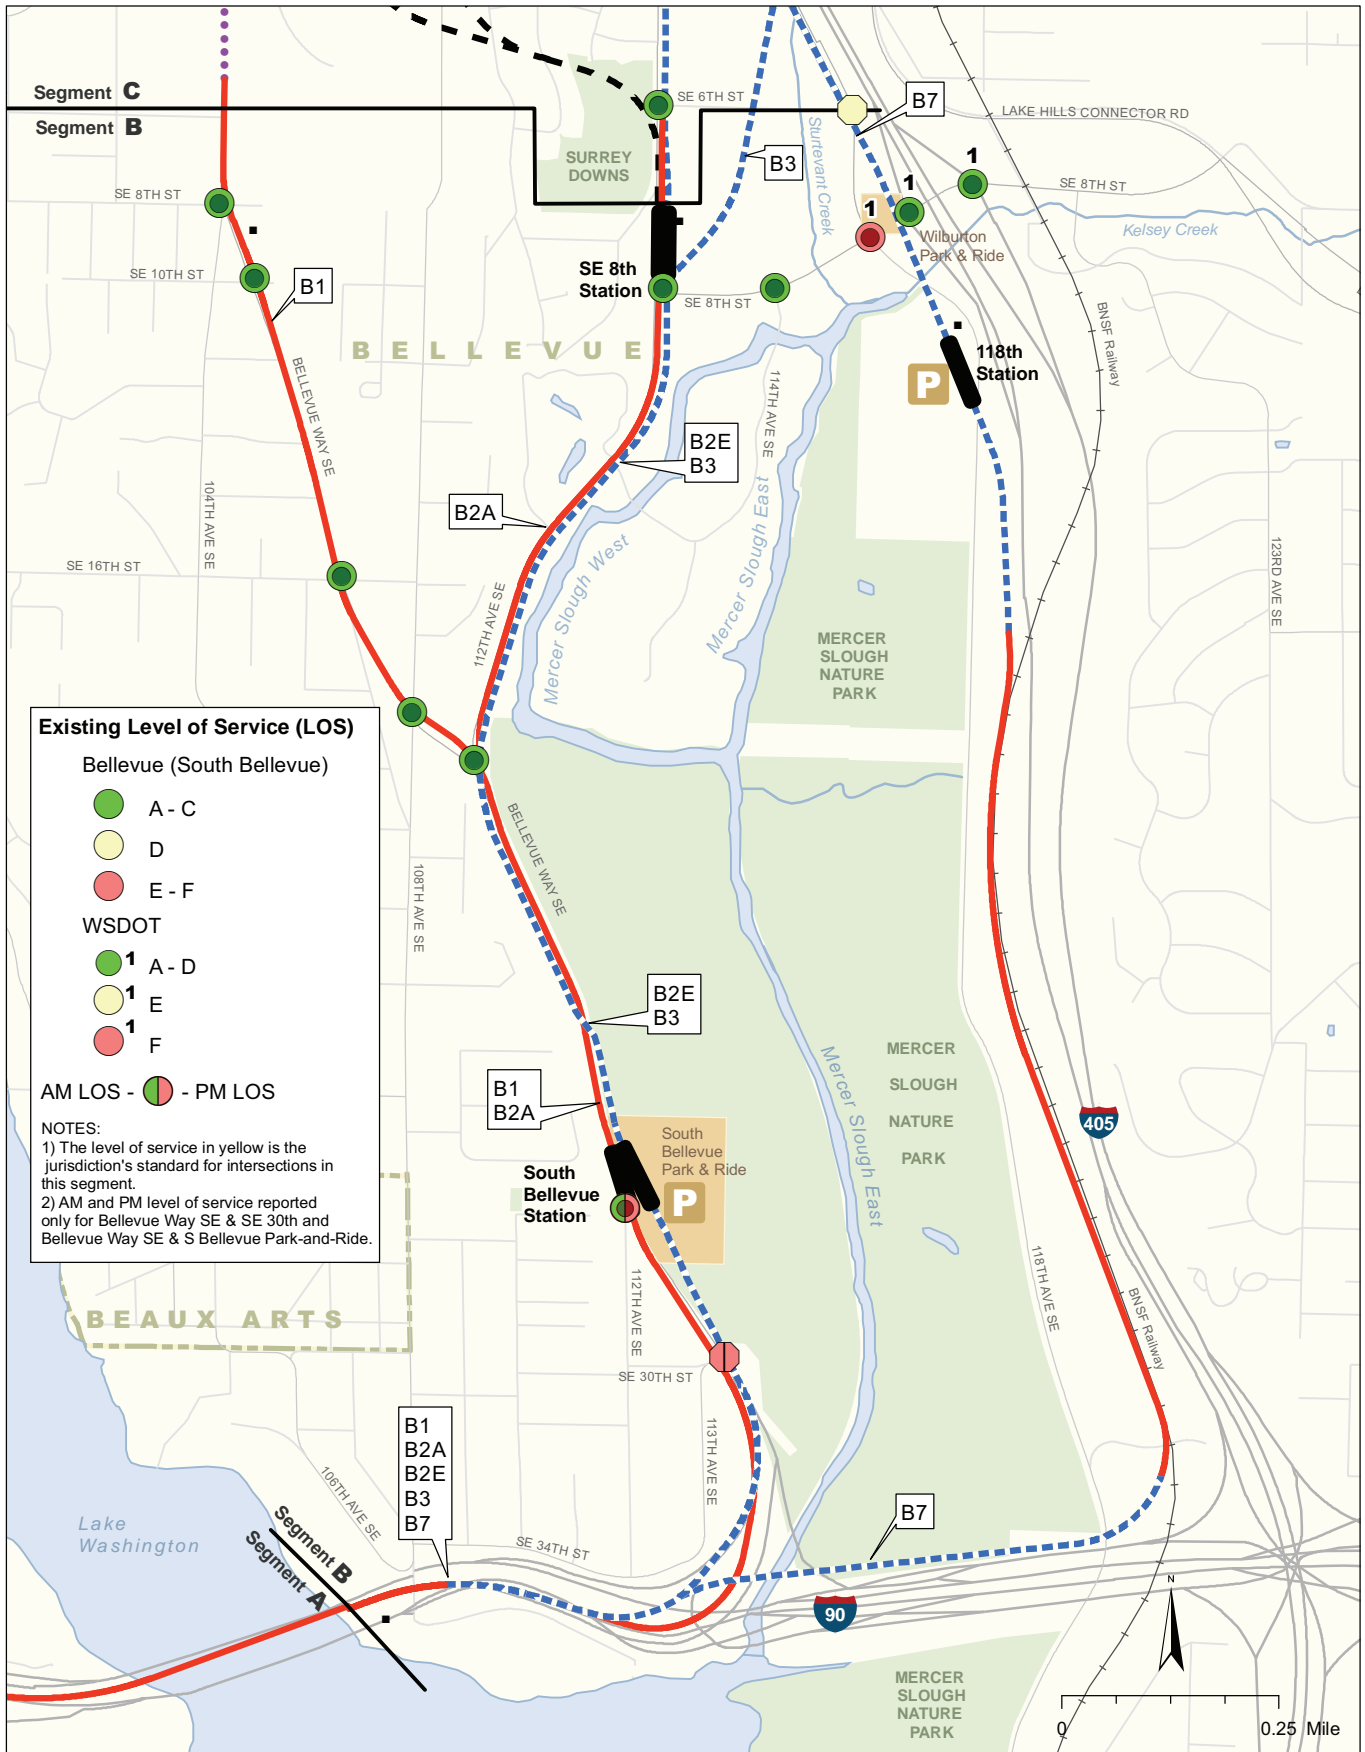 Segment C
Segment B
SE 6TH ST
B7
LAKE HILLS CONNECTOR RD
SURREY
DOWNS
B3
Sturtevant Creek
1
1
1
SE 8TH ST
SE 8TH ST
Wilburton
Park & Ride
Kelsey Creek
SE 10TH ST
B1
SE 8th
Station
SE 8TH ST
BNSF Railway
BELLEVUE
118th
Station
P
BELLEVUE WAY SE
114TH AVE SE
B2E
B3
B2A
104TH AVE SE
SE 16TH ST
112TH AVE SE
Mercer Slough West
Mercer Slough East
123RD AVE SE
MERCER
SLOUGH
NATURE
PARK
Existing Level of Service (LOS)
Bellevue (South Bellevue)
A - C
D
E - F
WSDOT
1 A - D
1 E
1 F
AM LOS - - PM LOS
NOTES:
1) The level of service in yellow is the
jurisdiction's standard for intersections in
this segment.
2) AM and PM level of service reported
only for Bellevue Way SE & SE 30th and
Bellevue Way SE & S Bellevue Park-and-Ride.
BELLEVUE WAY SE
108TH AVE SE
B2E
B3
B1
B2A
Mercer Slough East
MERCER
SLOUGH
NATURE
PARK
405
South
Bellevue
Park & Ride
P
South
Bellevue
Station
112TH AVE SE
118TH AVE SE
BNSF Railway
BEAUX ARTS
SE 30TH ST
113TH AVE SE
B1
B2A
B2E
B3
B7
106TH AVE SE
SE 34TH ST
B7
Lake
Washington
Segment B
Segment A
90
N
MERCER
SLOUGH
NATURE
PARK
0 0.25 Mile